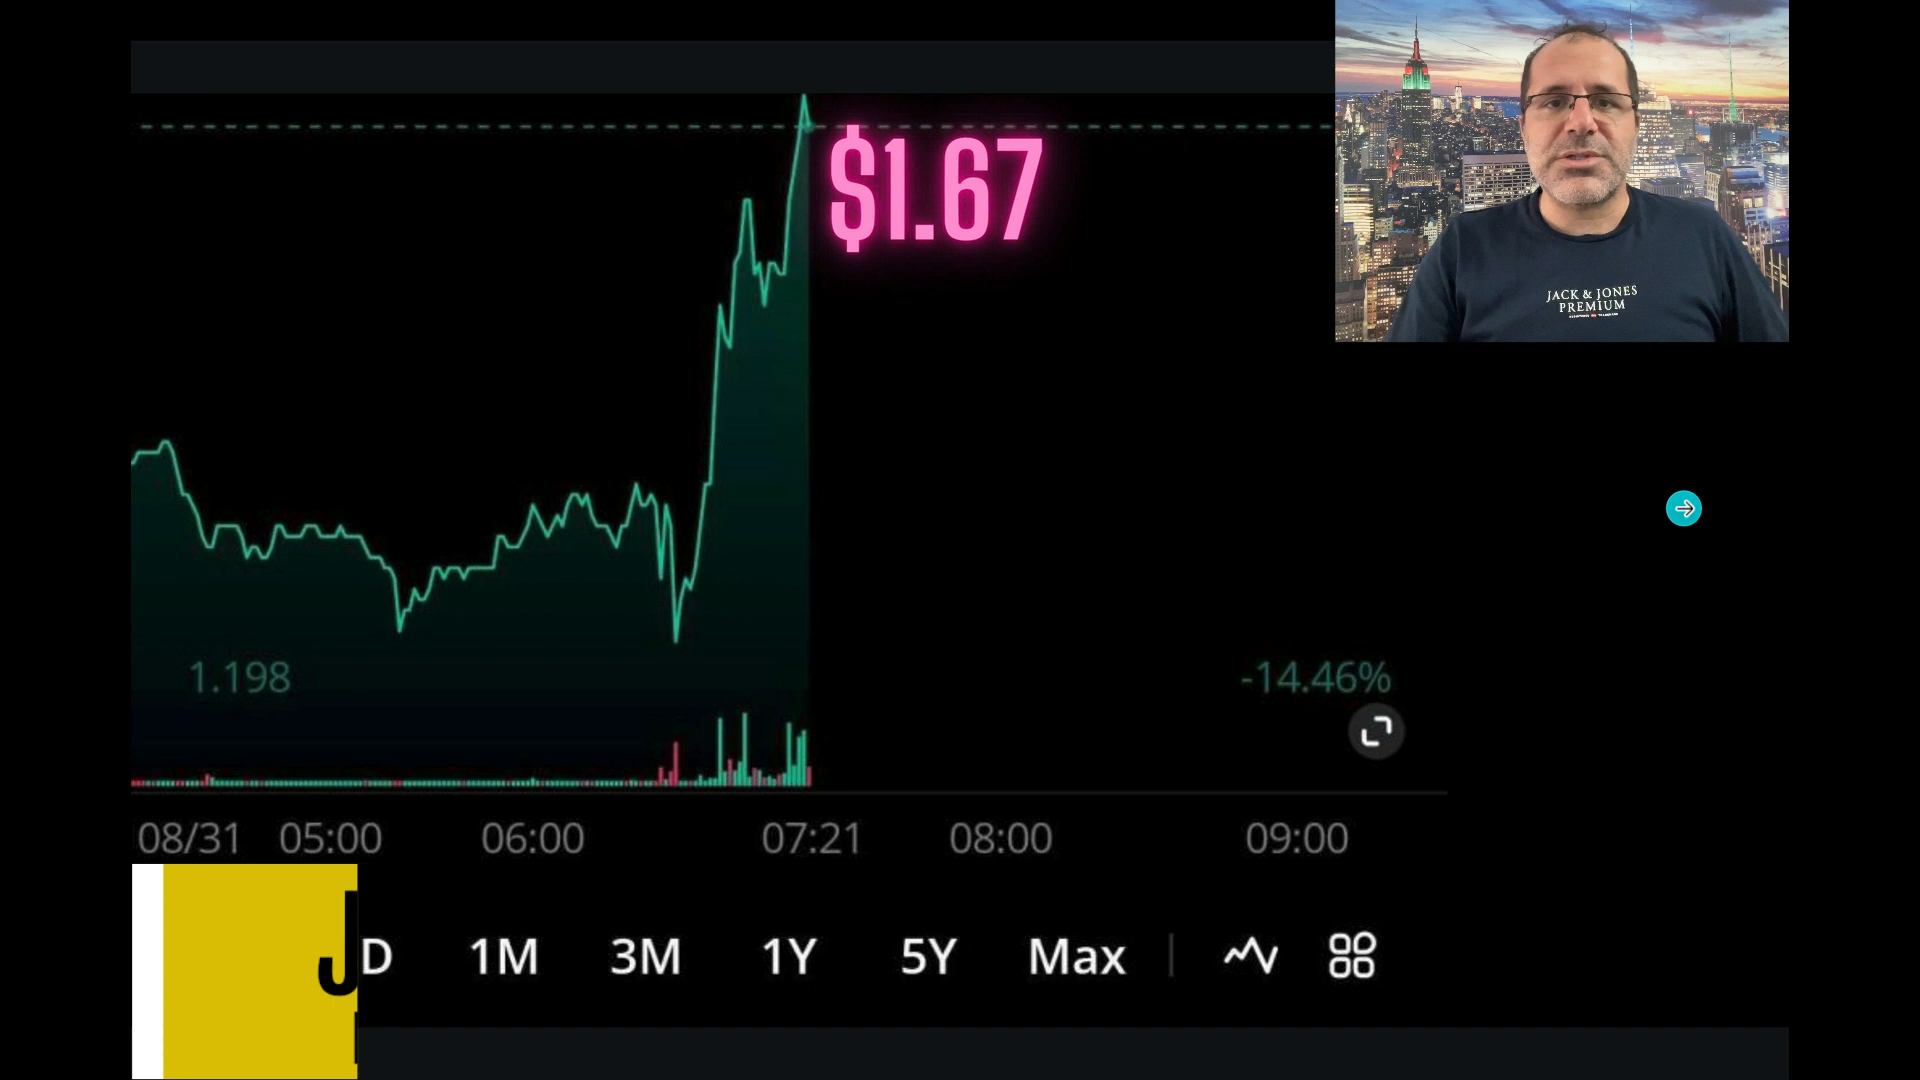 $1.67
JACK & JONES
PREMIUM
1.198
-14.46%
08/31 05:00 06:00 07:21 08:00 09:00
J
D 1M 3M 1Y 5Y Max